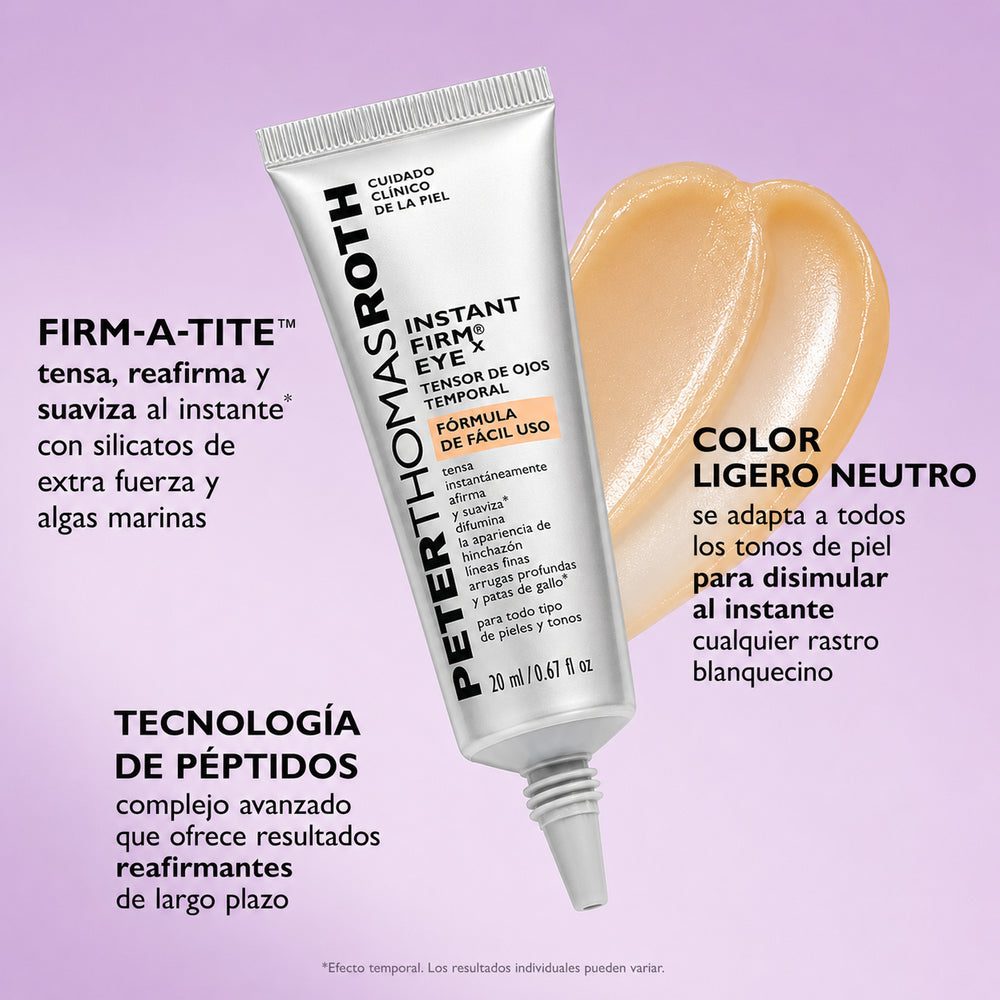 CUIDADO
CLÍNICO
DE LA PIEL
PETERTHOMASROTH
INSTANT
FIRM®
EYE x
TENSOR DE OJOS
TEMPORAL
FÓRMULA
DE FÁCIL USO
tensa
instantáneamente
afirma
y suaviza*
difumina
la apariencia de
hinchazón
líneas finas
arrugas profundas
y patas de gallo*
para todo tipo
de pieles y tonos
20 ml/0.67 fl oz
FIRM-A-TITE™
tensa, reafirma y
suaviza al instante*
con silicatos de
extra fuerza y
algas marinas
COLOR
LIGERO NEUTRO
se adapta a todos
los tonos de piel
para disimular
al instante
cualquier rastro
blanquecino
TECNOLOGÍA
DE PÉPTIDOS
complejo avanzado
que ofrece resultados
reafirmantes
de largo plazo
*Efecto temporal. Los resultados individuales pueden variar.